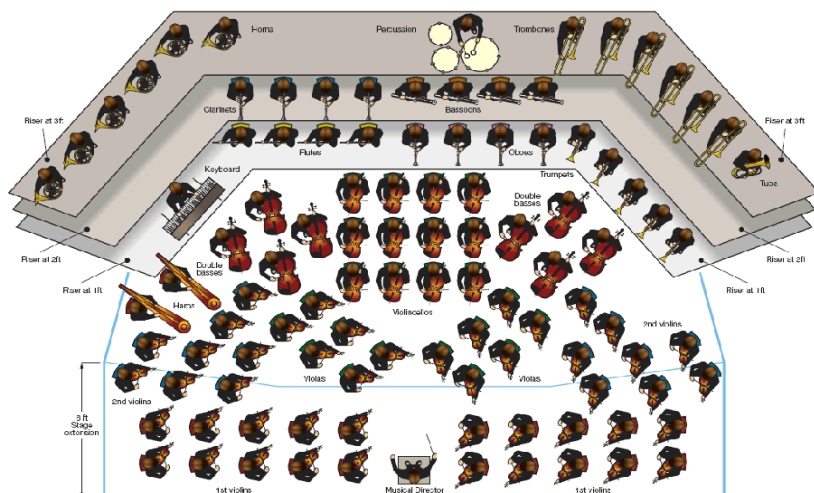 Horns
Percussion
Trombones
Clarinets
Bassoons
Riser at 3ft
Riser at 3ft
Flutes
Oboes
Keyboard
Trumpets
Tuba
Double
basses
Double
basses
Riser at 2ft
Riser at 2ft
Riser at 1ft
Riser at 1ft
Harps
Violincellos
2nd violins
Violas
Violas
2nd violins
6 ft
Stage
extension
1st violins
Musical Director
1st violins